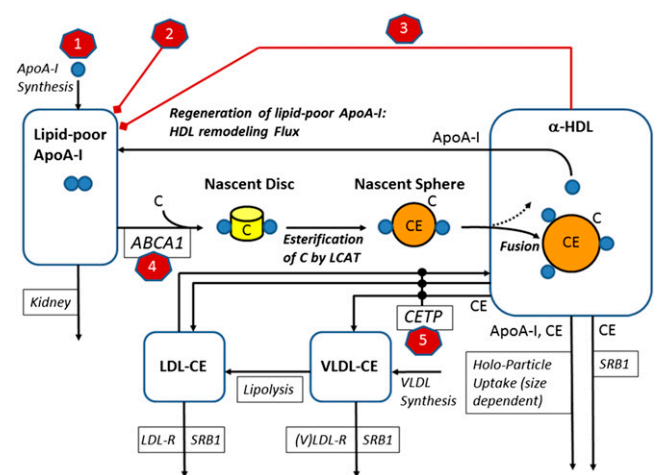 1
2
3
ApoA-I
Synthesis
Regeneration of lipid-poor ApoA-I:
HDL remodeling Flux
Lipid-poor
ApoA-I
α-HDL
ApoA-I
Nascent Disc
Nascent Sphere
C
C
C
CE
C
CE
ABCA1
4
Esterification
of C by LCAT
Fusion
Kidney
CE
CETP
5
ApoA-I, CE
CE
LDL-CE
Lipolysis
VLDL-CE
VLDL
Synthesis
Holo-Particle
Uptake (size
dependent)
SRB1
LDL-R
SRB1
(V)LDL-R
SRB1